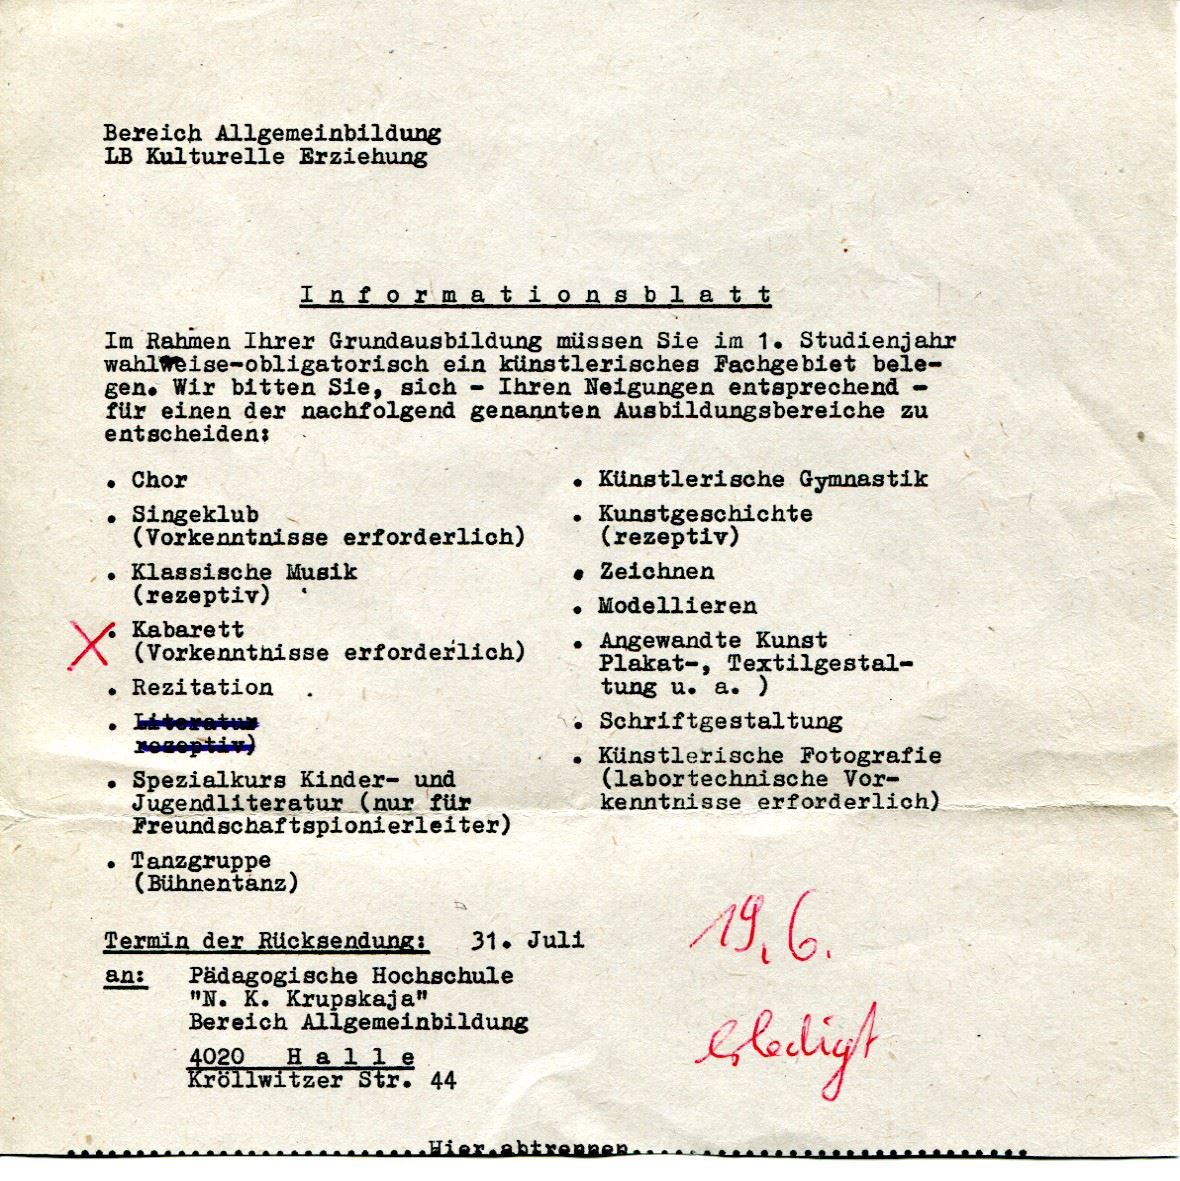 Bereich Allgemeinbildung
LB Kulturelle Erziehung
Informationsblatt
Im Rahmen Ihrer Grundausbildung müssen Sie im 1. Studienjahr
wahlweise-obligatorisch ein künstlerisches Fachgebiet bele-
gen. Wir bitten Sie, sich - Ihren Neigungen entsprechend -
für einen der nachfolgend genannten Ausbildungsbereiche zu
entscheiden:
. Chor
. Singeklub
(Vorkenntnisse erforderlich)
. Klassische Musik
(rezeptiv)
X . Kabarett
(Vorkenntnisse erforderlich)
. Rezitation
. Literatur
rezeptiv)
. Spezialkurs Kinder- und
Jugendliteratur (nur für
Freundschaftspionierleiter)
. Tanzgruppe
(Bühnentanz)
. Künstlerische Gymnastik
. Kunstgeschichte
(rezeptiv)
. Zeichnen
. Modellieren
. Angewandte Kunst
Plakat-, Textilgestal-
tung u. a. )
. Schriftgestaltung
. Künstlerische Fotografie
(labortechnische Vor-
kenntnisse erforderlich)
Termin der Rücksendung: 31. Juli
an: Pädagogische Hochschule
"N. K. Krupskaja"
Bereich Allgemeinbildung
4020 Halle
Kröllwitzer Str. 44
19.6.
erledigt
Hier abtrennen